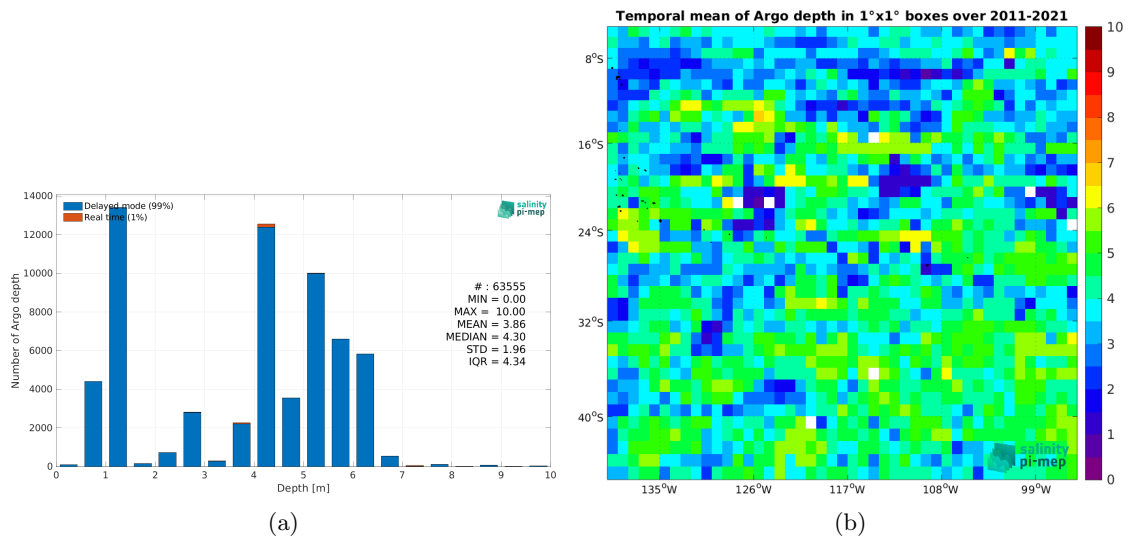 Temporal mean of Argo depth in 1°x1° boxes over 2011-2021
14000
12000
10000
8000
6000
4000
2000
0
Number of Argo depth
Delayed mode (99%)
Real time (1%)
salinity
pi-mep
# : 63555
MIN = 0.00
MAX = 10.00
MEAN = 3.86
MEDIAN = 4.30
STD = 1.96
IQR = 4.34
0 1 2 3 4 5 6 7 8 9 10
Depth [m]
(a)
8°S
16°S
24°S
32°S
40°S
135°W 126°W 117°W 108°W 99°W
salinity
pi-mep
10
9
8
7
6
5
4
3
2
1
0
(b)